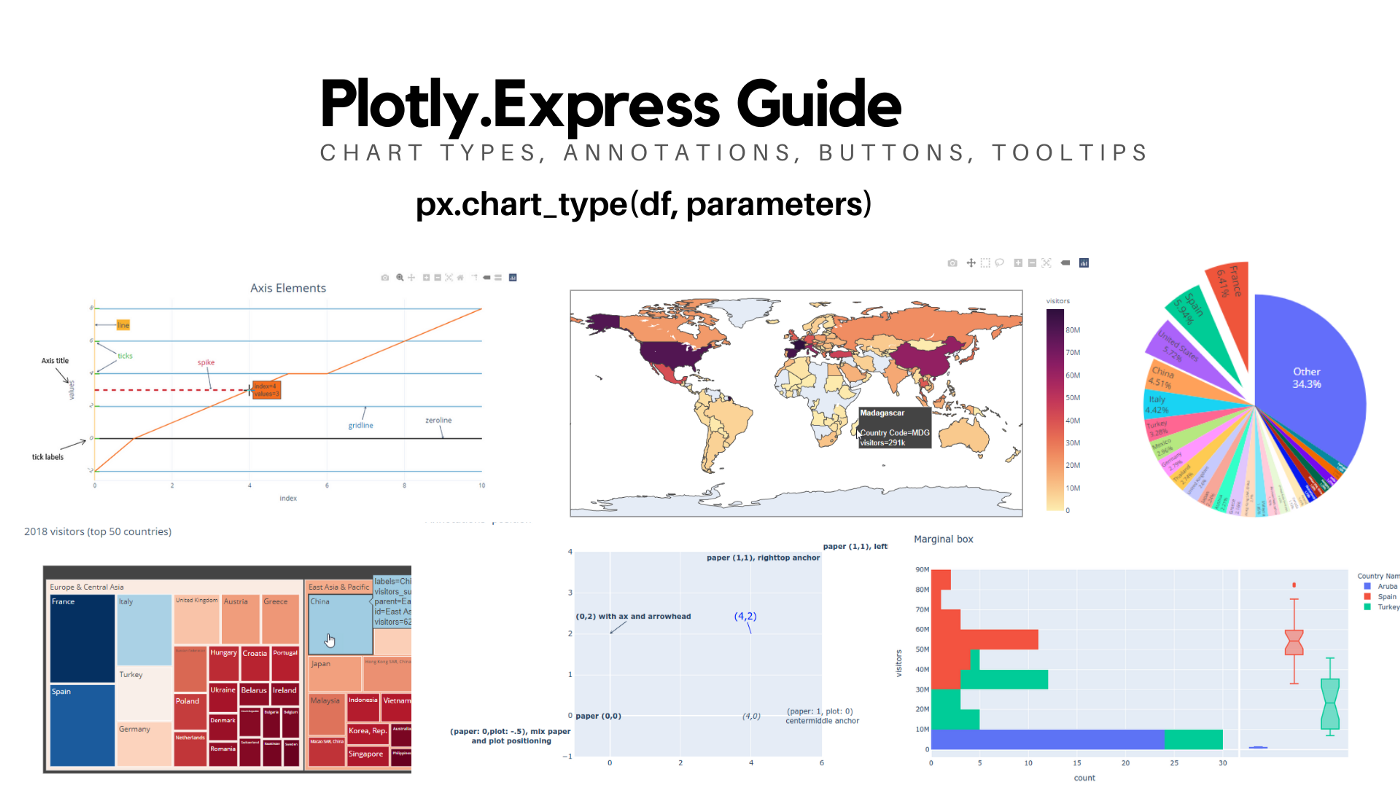 Plotly.Express Guide
CHART TYPES, ANNOTATIONS, BUTTONS, TOOLTIPS
px.chart_type(df, parameters)
Axis Elements
line
ticks
spike
Axis title
values
index=4
values=3
gridline
zeroline
tick labels
0 2 4 6 8 10
index
Madagascar
Country Code=MDG
visitors=291k
visitors
80M
70M
60M
50M
40M
30M
20M
10M
0
France
6.41%
Spain
5.94%
United States
5.72%
China
4.51%
Italy
4.42%
Turkey
3.28%
Mexico
2.96%
Germany
2.79%
Thailand
Other
34.3%
2018 visitors (top 50 countries)
Europe & Central Asia
France
Italy
United Kingdom
Austria
Greece
Hungary
Croatia
Portugal
Turkey
Spain
Poland
Ukraine
Belarus
Ireland
Denmark
Germany
Netherlands
Romania
East Asia & Pacific
China
labels=Chi
visitors_su
parent=Ea
id=East As
visitors=62
Japan
Hong Kong SAR, China
Malaysia
Indonesia
Vietnam
Korea, Rep.
Macao SAR, China
Singapore
Philippines
paper (1,1), left
paper (1,1), righttop anchor
(0,2) with ax and arrowhead
(4,2)
paper (0,0)
(4,0)
(paper: 1, plot: 0)
centermiddle anchor
(paper: 0,plot: -.5), mix paper
and plot positioning
4
3
2
1
0
−1
0 2 4 6
Marginal box
90M
80M
70M
60M
50M
40M
30M
20M
10M
0
visitors
0 5 10 15 20 25 30
count
Country Nam
Aruba
Spain
Turkey